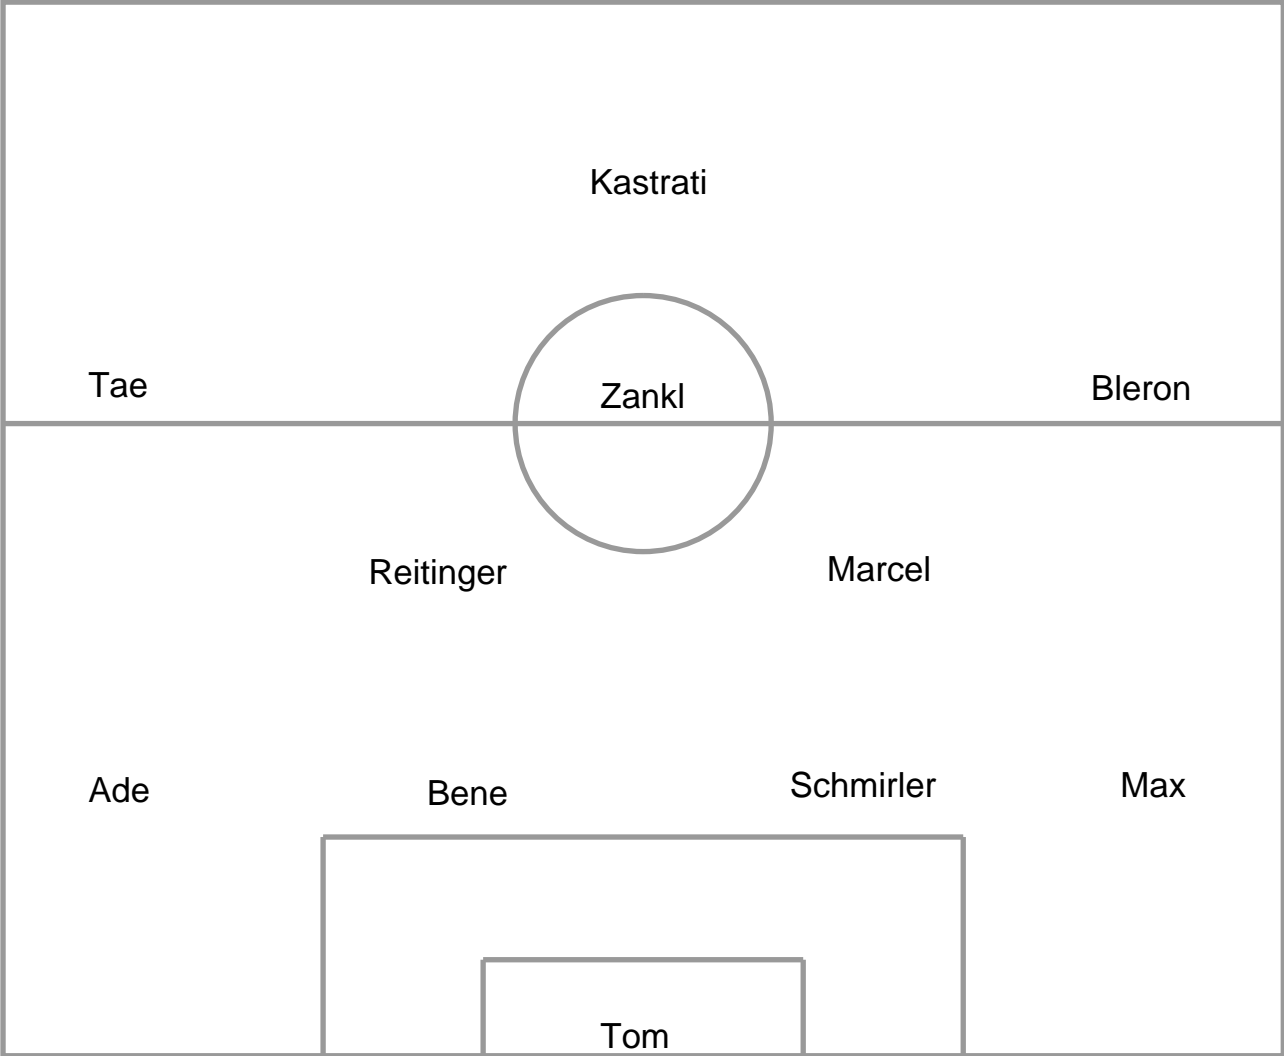 Kastrati
Tae
Zankl
Bleron
Reitinger
Marcel
Ade
Bene
Schmirler
Max
Tom